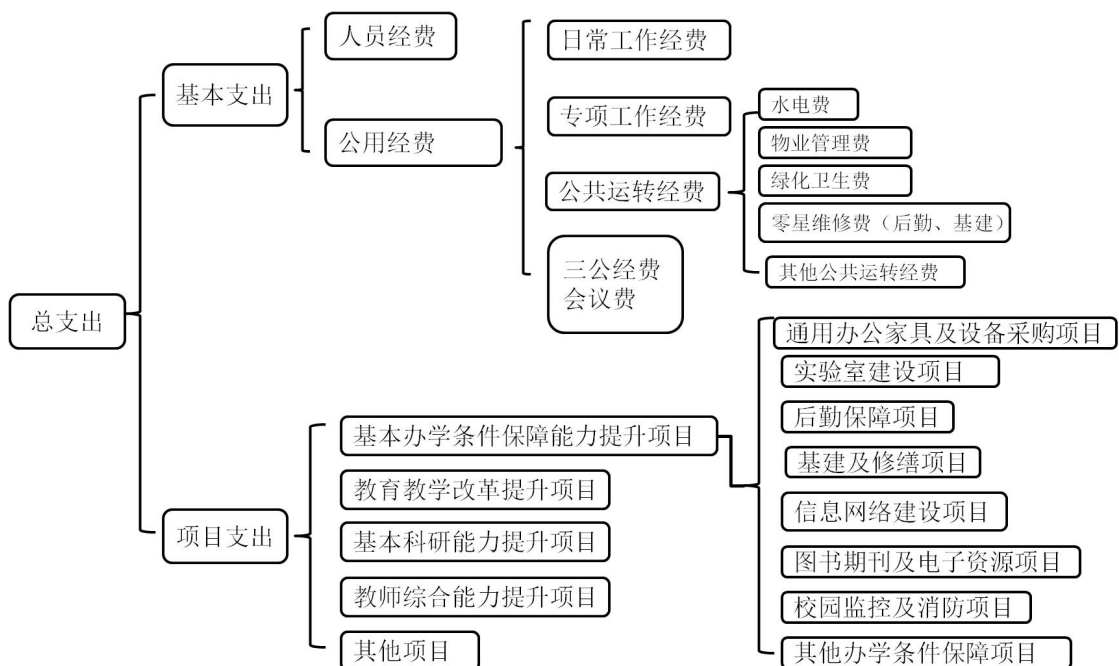 总支出
基本支出
人员经费
公用经费
日常工作经费
专项工作经费
公共运转经费
水电费
物业管理费
绿化卫生费
零星维修费（后勤、基建）
其他公共运转经费
三公经费
会议费
项目支出
基本办学条件保障能力提升项目
通用办公家具及设备采购项目
实验室建设项目
后勤保障项目
基建及修缮项目
信息网络建设项目
图书期刊及电子资源项目
校园监控及消防项目
其他办学条件保障项目
教育教学改革提升项目
基本科研能力提升项目
教师综合能力提升项目
其他项目